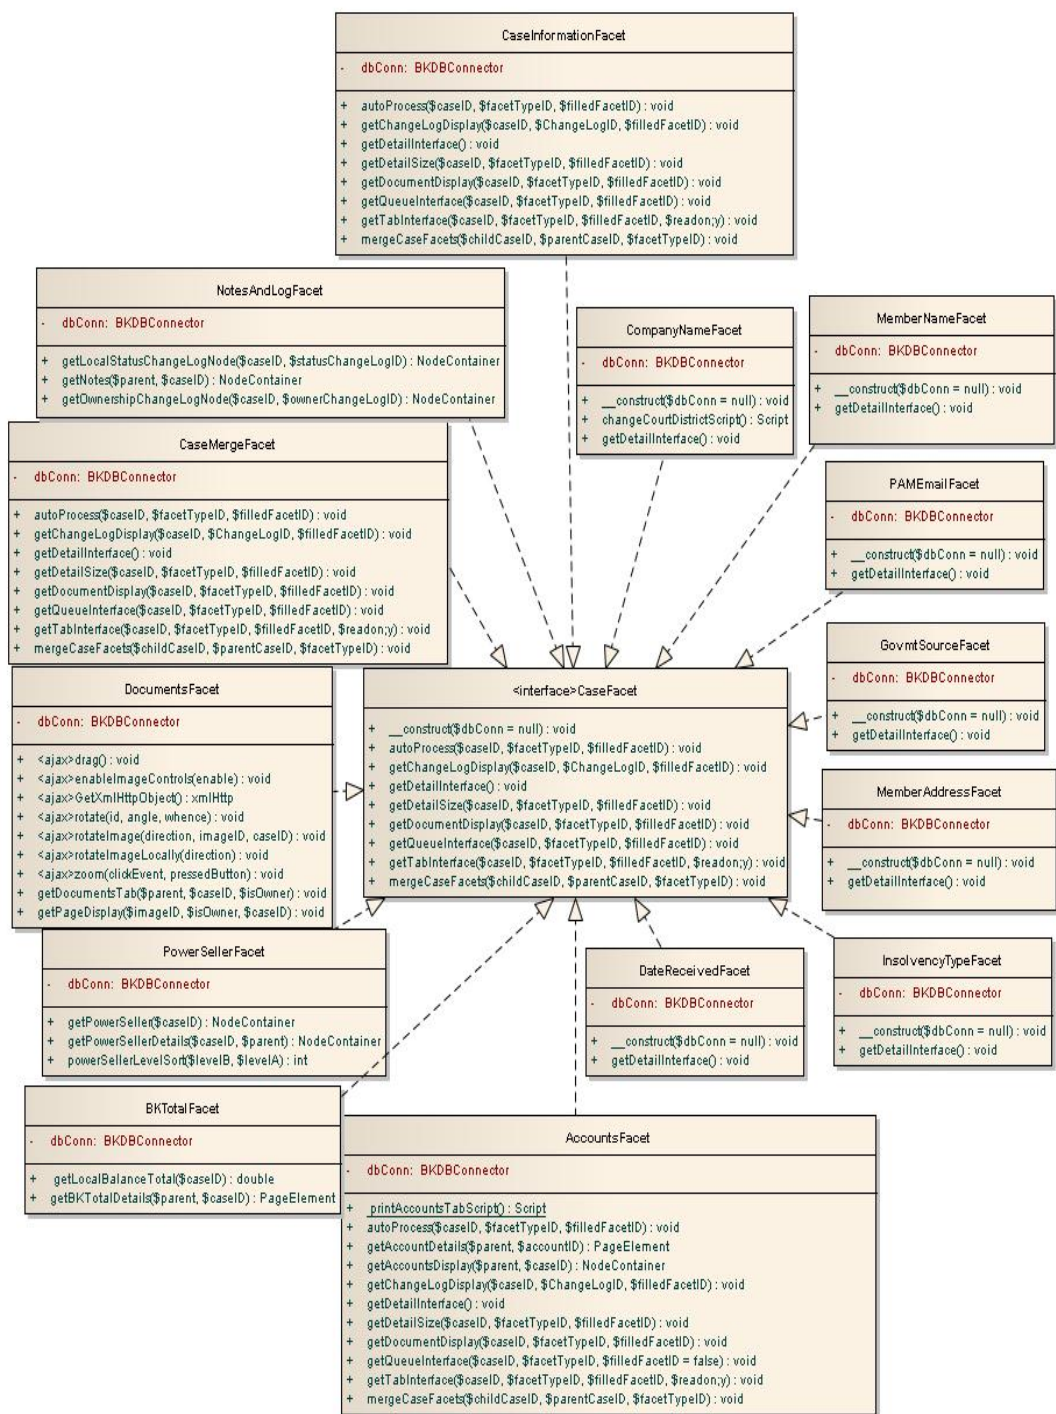 CaseInformationFacet
- dbConn: BKDBConnector
+ autoProcess($caseID, $facetTypeID, $filledFacetID) : void
+ getChangeLogDisplay($caseID, $ChangeLogID, $filledFacetID) : void
+ getDetailInterface() : void
+ getDetailSize($caseID, $facetTypeID, $filledFacetID) : void
+ getDocumentDisplay($caseID, $facetTypeID, $filledFacetID) : void
+ getQueueInterface($caseID, $facetTypeID, $filledFacetID) : void
+ getTabInterface($caseID, $facetTypeID, $filledFacetID, $readon;y) : void
+ mergeCaseFacets($childCaseID, $parentCaseID, $facetTypeID) : void
NotesAndLogFacet
- dbConn: BKDBConnector
+ getLocalStatusChangeLogNode($caseID, $statusChangeLogID) : NodeContainer
+ getNotes($parent, $caseID) : NodeContainer
+ getOwnershipChangeLogNode($caseID, $ownerChangeLogID) : NodeContainer
CompanyNameFacet
- dbConn: BKDBConnector
+ __construct($dbConn = null) : void
+ changeCourtDistrictScript() : Script
+ getDetailInterface() : void
MemberNameFacet
- dbConn: BKDBConnector
+ __construct($dbConn = null) : void
+ getDetailInterface() : void
CaseMergeFacet
- dbConn: BKDBConnector
+ autoProcess($caseID, $facetTypeID, $filledFacetID) : void
+ getChangeLogDisplay($caseID, $ChangeLogID, $filledFacetID) : void
+ getDetailInterface() : void
+ getDetailSize($caseID, $facetTypeID, $filledFacetID) : void
+ getDocumentDisplay($caseID, $facetTypeID, $filledFacetID) : void
+ getQueueInterface($caseID, $facetTypeID, $filledFacetID) : void
+ getTabInterface($caseID, $facetTypeID, $filledFacetID, $readon;y) : void
+ mergeCaseFacets($childCaseID, $parentCaseID, $facetTypeID) : void
PAMEmailFacet
- dbConn: BKDBConnector
+ __construct($dbConn = null) : void
+ getDetailInterface() : void
GovmtSourceFacet
- dbConn: BKDBConnector
+ __construct($dbConn = null) : void
+ getDetailInterface() : void
DocumentsFacet
- dbConn: BKDBConnector
+ <ajax>drag() : void
+ <ajax>enableImageControls(enable) : void
+ <ajax>GetXmlHttpObject() : xmlHttp
+ <ajax>rotate(id, angle, whence) : void
+ <ajax>rotateImage(direction, imageID, caseID) : void
+ <ajax>rotateImageLocally(direction) : void
+ <ajax>zoom(clickEvent, pressedButton) : void
+ getDocumentsTab($parent, $caseID, $isOwner) : void
+ getPageDisplay($imageID, $isOwner, $caseID) : void
<interface>CaseFacet
+ __construct($dbConn = null) : void
+ autoProcess($caseID, $facetTypeID, $filledFacetID) : void
+ getChangeLogDisplay($caseID, $ChangeLogID, $filledFacetID) : void
+ getDetailInterface() : void
+ getDetailSize($caseID, $facetTypeID, $filledFacetID) : void
+ getDocumentDisplay($caseID, $facetTypeID, $filledFacetID) : void
+ getQueueInterface($caseID, $facetTypeID, $filledFacetID) : void
+ getTabInterface($caseID, $facetTypeID, $filledFacetID, $readon;y) : void
+ mergeCaseFacets($childCaseID, $parentCaseID, $facetTypeID) : void
MemberAddressFacet
- dbConn: BKDBConnector
+ __construct($dbConn = null) : void
+ getDetailInterface() : void
PowerSellerFacet
- dbConn: BKDBConnector
+ getPowerSeller($caseID) : NodeContainer
+ getPowerSellerDetails($caseID, $parent) : NodeContainer
+ powerSellerLevelSort($levelB, $levelA) : int
DateReceivedFacet
- dbConn: BKDBConnector
+ __construct($dbConn = null) : void
+ getDetailInterface() : void
InsolvencyTypeFacet
- dbConn: BKDBConnector
+ __construct($dbConn = null) : void
+ getDetailInterface() : void
BKTotalFacet
- dbConn: BKDBConnector
+ getLocalBalanceTotal($caseID) : double
+ getBKTotalDetails($parent, $caseID) : PageElement
AccountsFacet
- dbConn: BKDBConnector
+ printAccountsTabScript() : Script
+ autoProcess($caseID, $facetTypeID, $filledFacetID) : void
+ getAccountDetails($parent, $accountID) : PageElement
+ getAccountsDisplay($parent, $caseID) : NodeContainer
+ getChangeLogDisplay($caseID, $ChangeLogID, $filledFacetID) : void
+ getDetailInterface() : void
+ getDetailSize($caseID, $facetTypeID, $filledFacetID) : void
+ getDocumentDisplay($caseID, $facetTypeID, $filledFacetID) : void
+ getQueueInterface($caseID, $facetTypeID, $filledFacetID = false) : void
+ getTabInterface($caseID, $facetTypeID, $filledFacetID, $readon;y) : void
+ mergeCaseFacets($childCaseID, $parentCaseID, $facetTypeID) : void